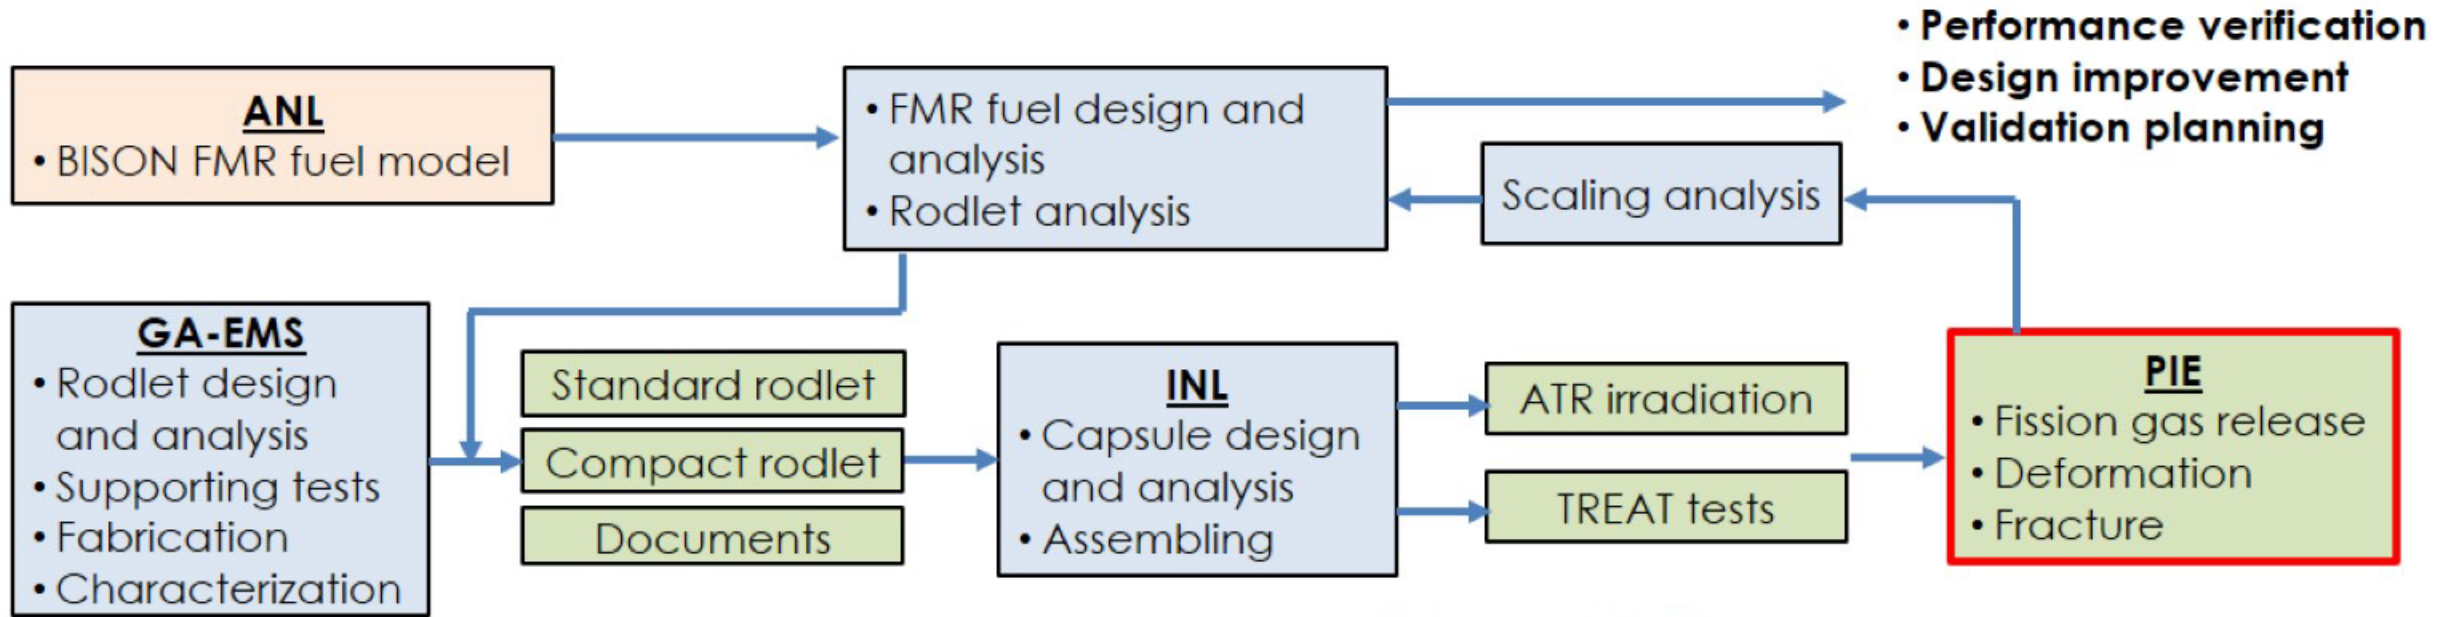 ANL
• BISON FMR fuel model
• FMR fuel design and
analysis
• Rodlet analysis
• Performance verification
• Design improvement
• Validation planning
Scaling analysis
GA-EMS
• Rodlet design
and analysis
• Supporting tests
• Fabrication
• Characterization
Standard rodlet
Compact rodlet
Documents
INL
• Capsule design
and analysis
• Assembling
ATR irradiation
TREAT tests
PIE
• Fission gas release
• Deformation
• Fracture